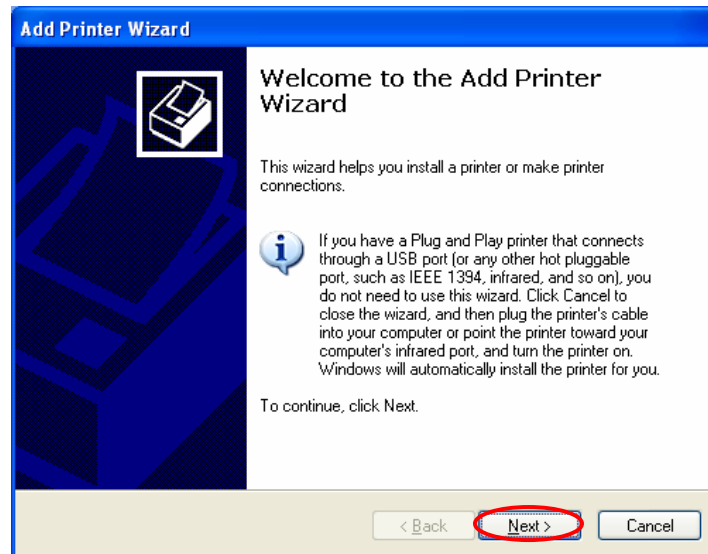 Add Printer Wizard
Welcome to the Add Printer
Wizard
This wizard helps you install a printer or make printer
connections.
If you have a Plug and Play printer that connects
through a USB port (or any other hot pluggable
port, such as IEEE 1394, infrared, and so on), you
do not need to use this wizard. Click Cancel to
close the wizard, and then plug the printer's cable
into your computer or point the printer toward your
computer's infrared port, and turn the printer on.
Windows will automatically install the printer for you.
To continue, click Next.
< Back Next > Cancel